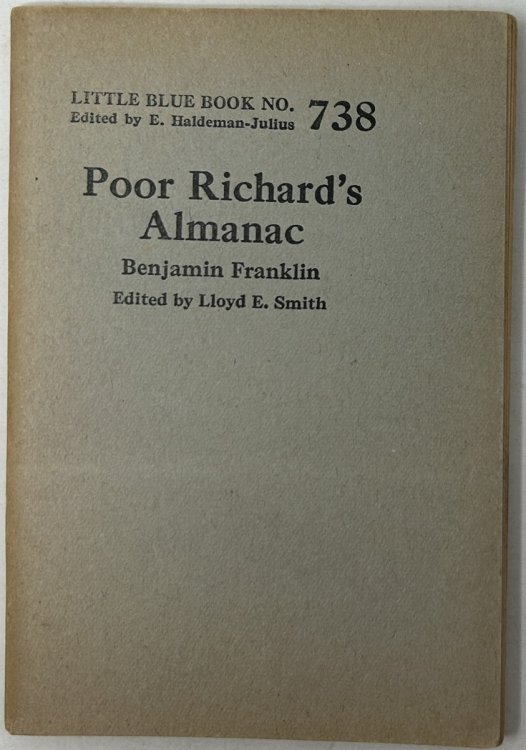 LITTLE BLUE BOOK NO. 738
Edited by E. Haldeman-Julius
Poor Richard's
Almanac
Benjamin Franklin
Edited by Lloyd E. Smith